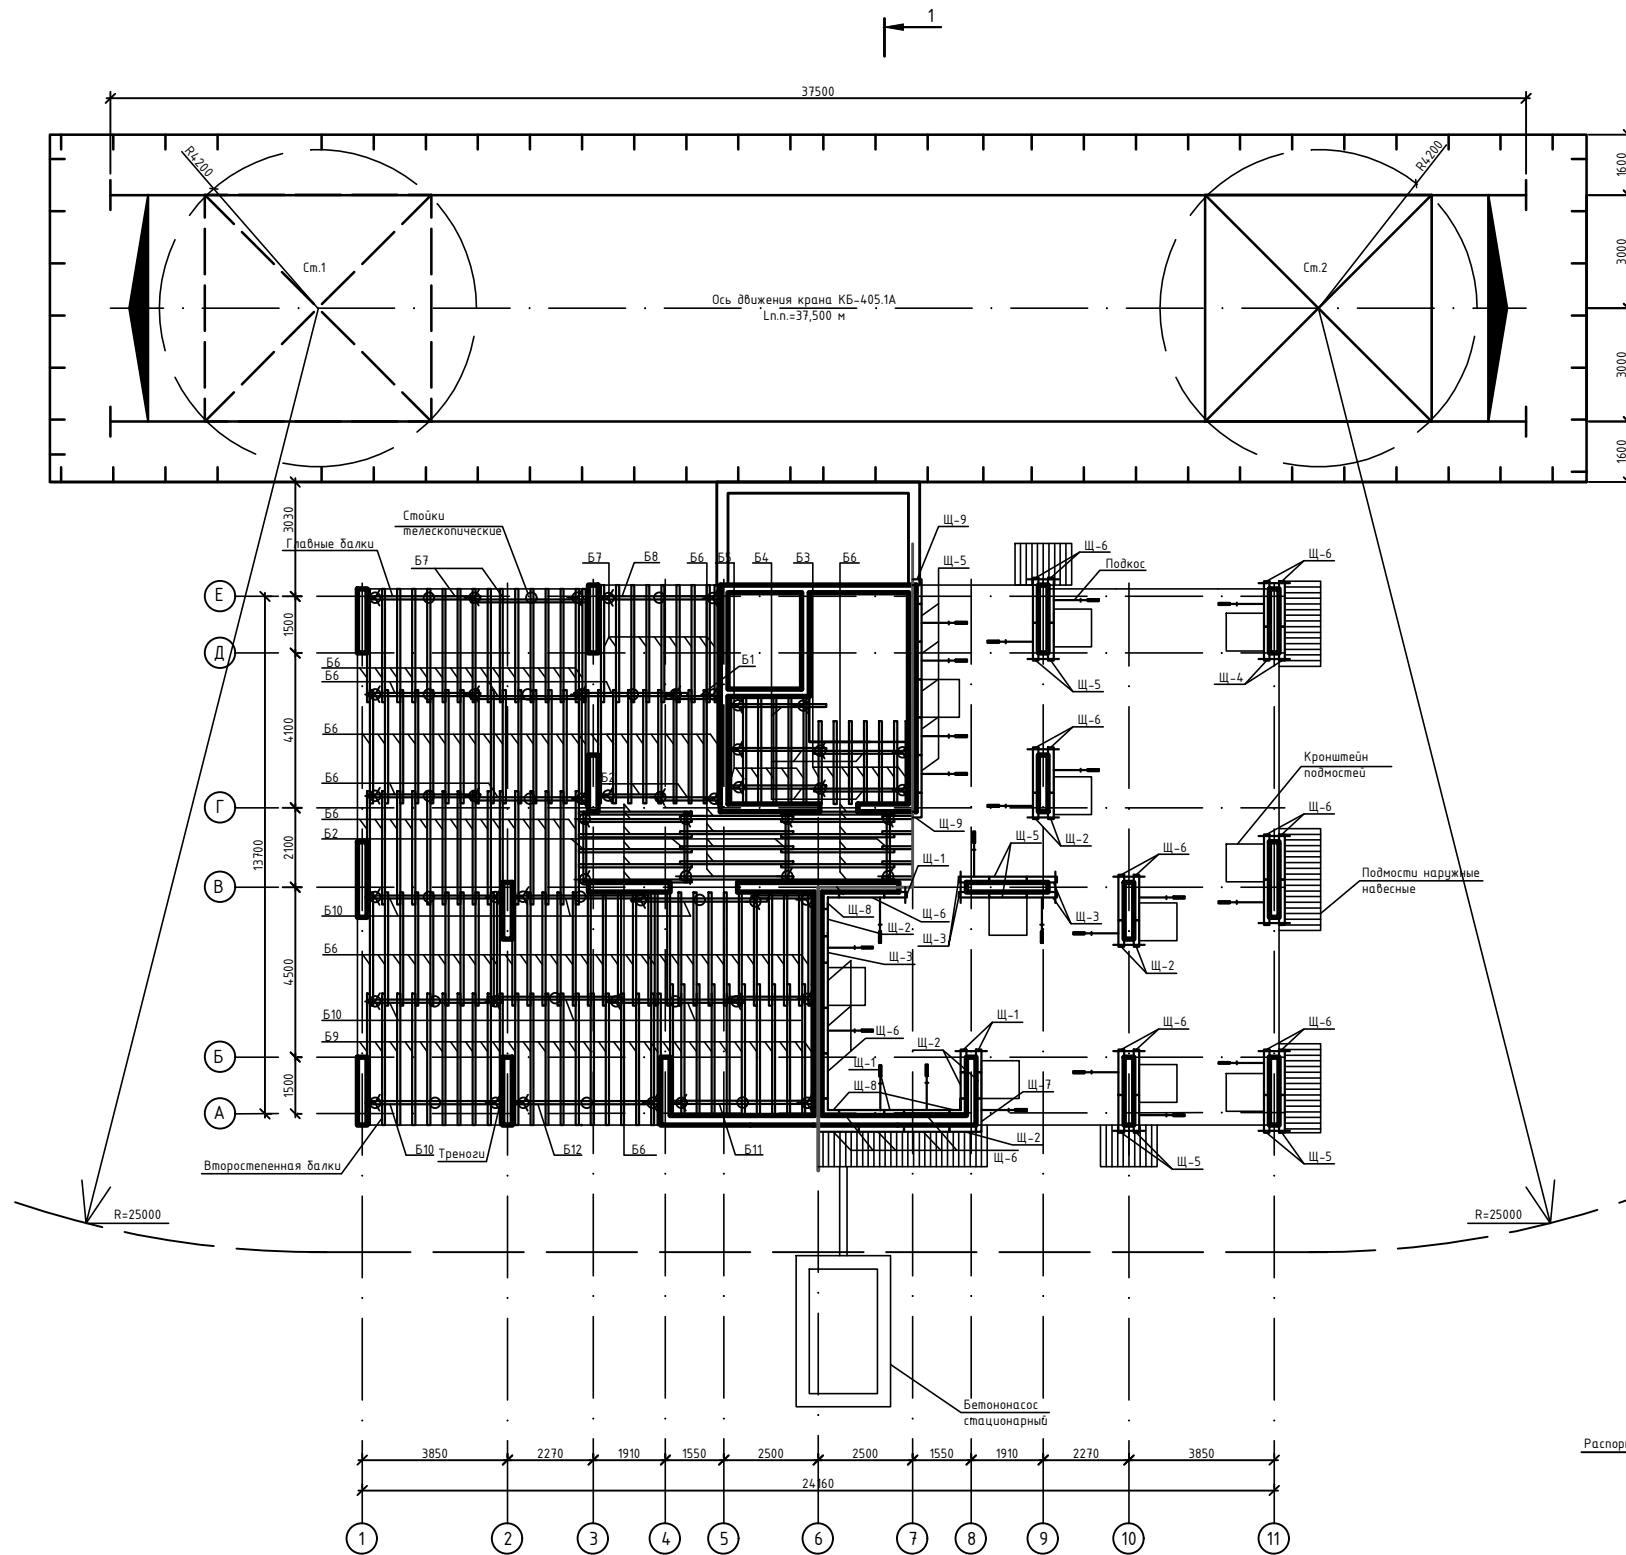 1
37500
R4200
R4200
1600
Ст.1
Ст.2
3000
Ось движения крана КБ-405.1А
Lп.п.=37,500 м
3000
1600
3030
Стойки
телескопические
Главные балки
Б7
Б7
Б8
Б6
Б5
Б4
Б3
Б6
Щ-9
Щ-5
Щ-6
Подкос
Щ-6
Е
1500
Д
Б6
Б6
Б1
Щ-5
Щ-4
4100
Б6
Щ-6
Кронштейн
подмостей
Б6
Б2
Г
Б6
Щ-9
Щ-6
Б2
Щ-5
Щ-2
13700
2100
Щ-1
Щ-6
Подмости наружные
навесные
В
Б10
Щ-8
Щ-6
Щ-3
Щ-2
Щ-3
Б6
Щ-3
Щ-2
4500
Б10
Щ-1
Щ-6
Щ-6
Б9
Щ-6
Щ-2
Б
Щ-1
Щ-7
1500
Щ-8
А
Щ-2
Б10
Треноги
Б12
Б6
Б11
Щ-6
Щ-5
Щ-5
Второстепенная балки
R=25000
R=25000
Бетононасос
стационарный
Распор
3850
2270
1910
1550
2500
2500
1550
1910
2270
3850
24160
1
2
3
4
5
6
7
8
9
10
11